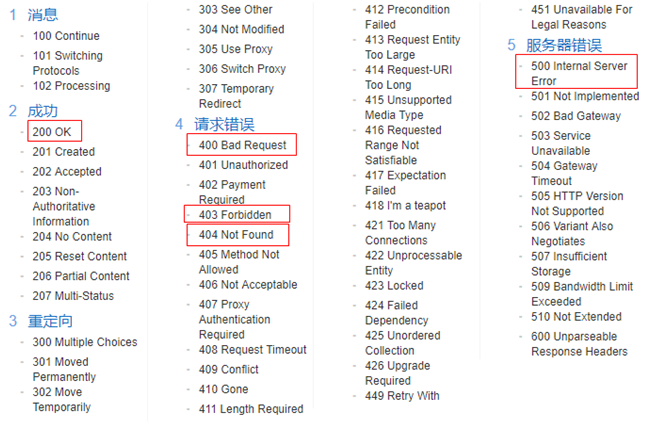 1 消息
- 100 Continue
- 101 Switching
Protocols
- 102 Processing
2 成功
- 200 OK
- 201 Created
- 202 Accepted
- 203 Non-
Authoritative
Information
- 204 No Content
- 205 Reset Content
- 206 Partial Content
- 207 Multi-Status
3 重定向
- 300 Multiple Choices
- 301 Moved
Permanently
- 302 Move
Temporarily
- 303 See Other
- 304 Not Modified
- 305 Use Proxy
- 306 Switch Proxy
- 307 Temporary
Redirect
4 请求错误
- 400 Bad Request
- 401 Unauthorized
- 402 Payment
Required
- 403 Forbidden
- 404 Not Found
- 405 Method Not
Allowed
- 406 Not Acceptable
- 407 Proxy
Authentication
Required
- 408 Request Timeout
- 409 Conflict
- 410 Gone
- 411 Length Required
- 412 Precondition
Failed
- 413 Request Entity
Too Large
- 414 Request-URI
Too Long
- 415 Unsupported
Media Type
- 416 Requested
Range Not
Satisfiable
- 417 Expectation
Failed
- 418 I'm a teapot
- 421 Too Many
Connections
- 422 Unprocessable
Entity
- 423 Locked
- 424 Failed
Dependency
- 425 Unordered
Collection
- 426 Upgrade
Required
- 449 Retry With
- 451 Unavailable For
Legal Reasons
5 服务器错误
- 500 Internal Server
Error
- 501 Not Implemented
- 502 Bad Gateway
- 503 Service
Unavailable
- 504 Gateway
Timeout
- 505 HTTP Version
Not Supported
- 506 Variant Also
Negotiates
- 507 Insufficient
Storage
- 509 Bandwidth Limit
Exceeded
- 510 Not Extended
- 600 Unparseable
Response Headers